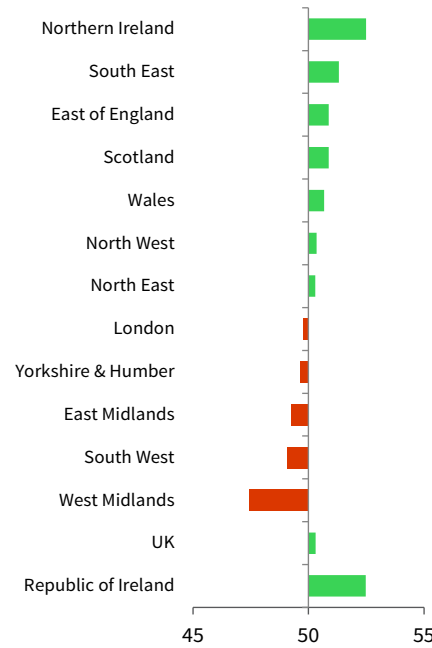 Northern Ireland
South East
East of England
Scotland
Wales
North West
North East
London
Yorkshire & Humber
East Midlands
South West
West Midlands
UK
Republic of Ireland
45 50 55